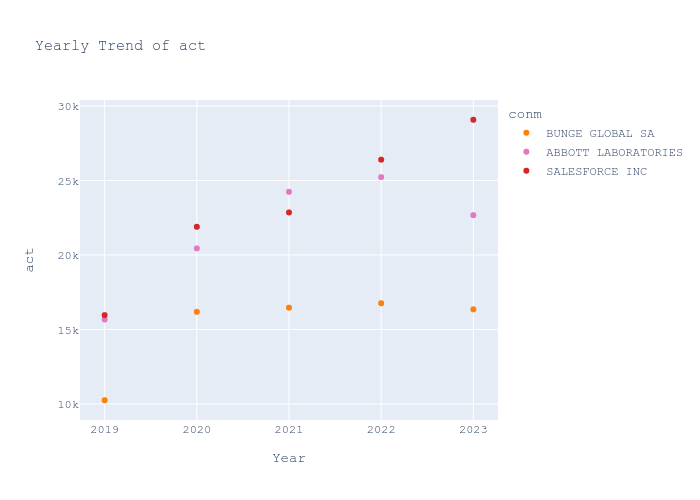 Yearly Trend of act
conm
BUNGE GLOBAL SA
ABBOTT LABORATORIES
SALESFORCE INC
act
30k
25k
20k
15k
10k
2019 2020 2021 2022 2023
Year